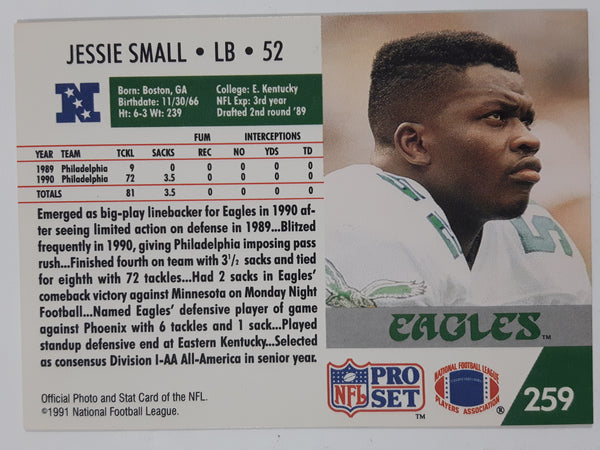 JESSIE SMALL • LB • 52
N
Born: Boston, GA
Birthdate: 11/30/66
Ht: 6-3 Wt: 239
College: E. Kentucky
NFL Exp: 3rd year
Drafted 2nd round '89
FUM INTERCEPTIONS
YEAR TEAM TCKL SACKS REC NO YDS TD
1989 Philadelphia 9 0 0 0 0 0
1990 Philadelphia 72 3.5 0 0 0 0
TOTALS 81 3.5 0 0 0 0
Emerged as big-play linebacker for Eagles in 1990 af-
ter seeing limited action on defense in 1989...Blitzed
frequently in 1990, giving Philadelphia imposing pass
rush...Finished fourth on team with 3½ sacks and tied
for eighth with 72 tackles...Had 2 sacks in Eagles'
comeback victory against Minnesota on Monday Night
Football...Named Eagles' defensive player of game
against Phoenix with 6 tackles and 1 sack...Played
standup defensive end at Eastern Kentucky...Selected
as consensus Division I-AA All-America in senior year.
Official Photo and Stat Card of the NFL.
©1991 National Football League.
5
EAGLES™
NFL PRO SET™
NATIONAL FOOTBALL LEAGUE
PLAYERS ASSOCIATION ®
259